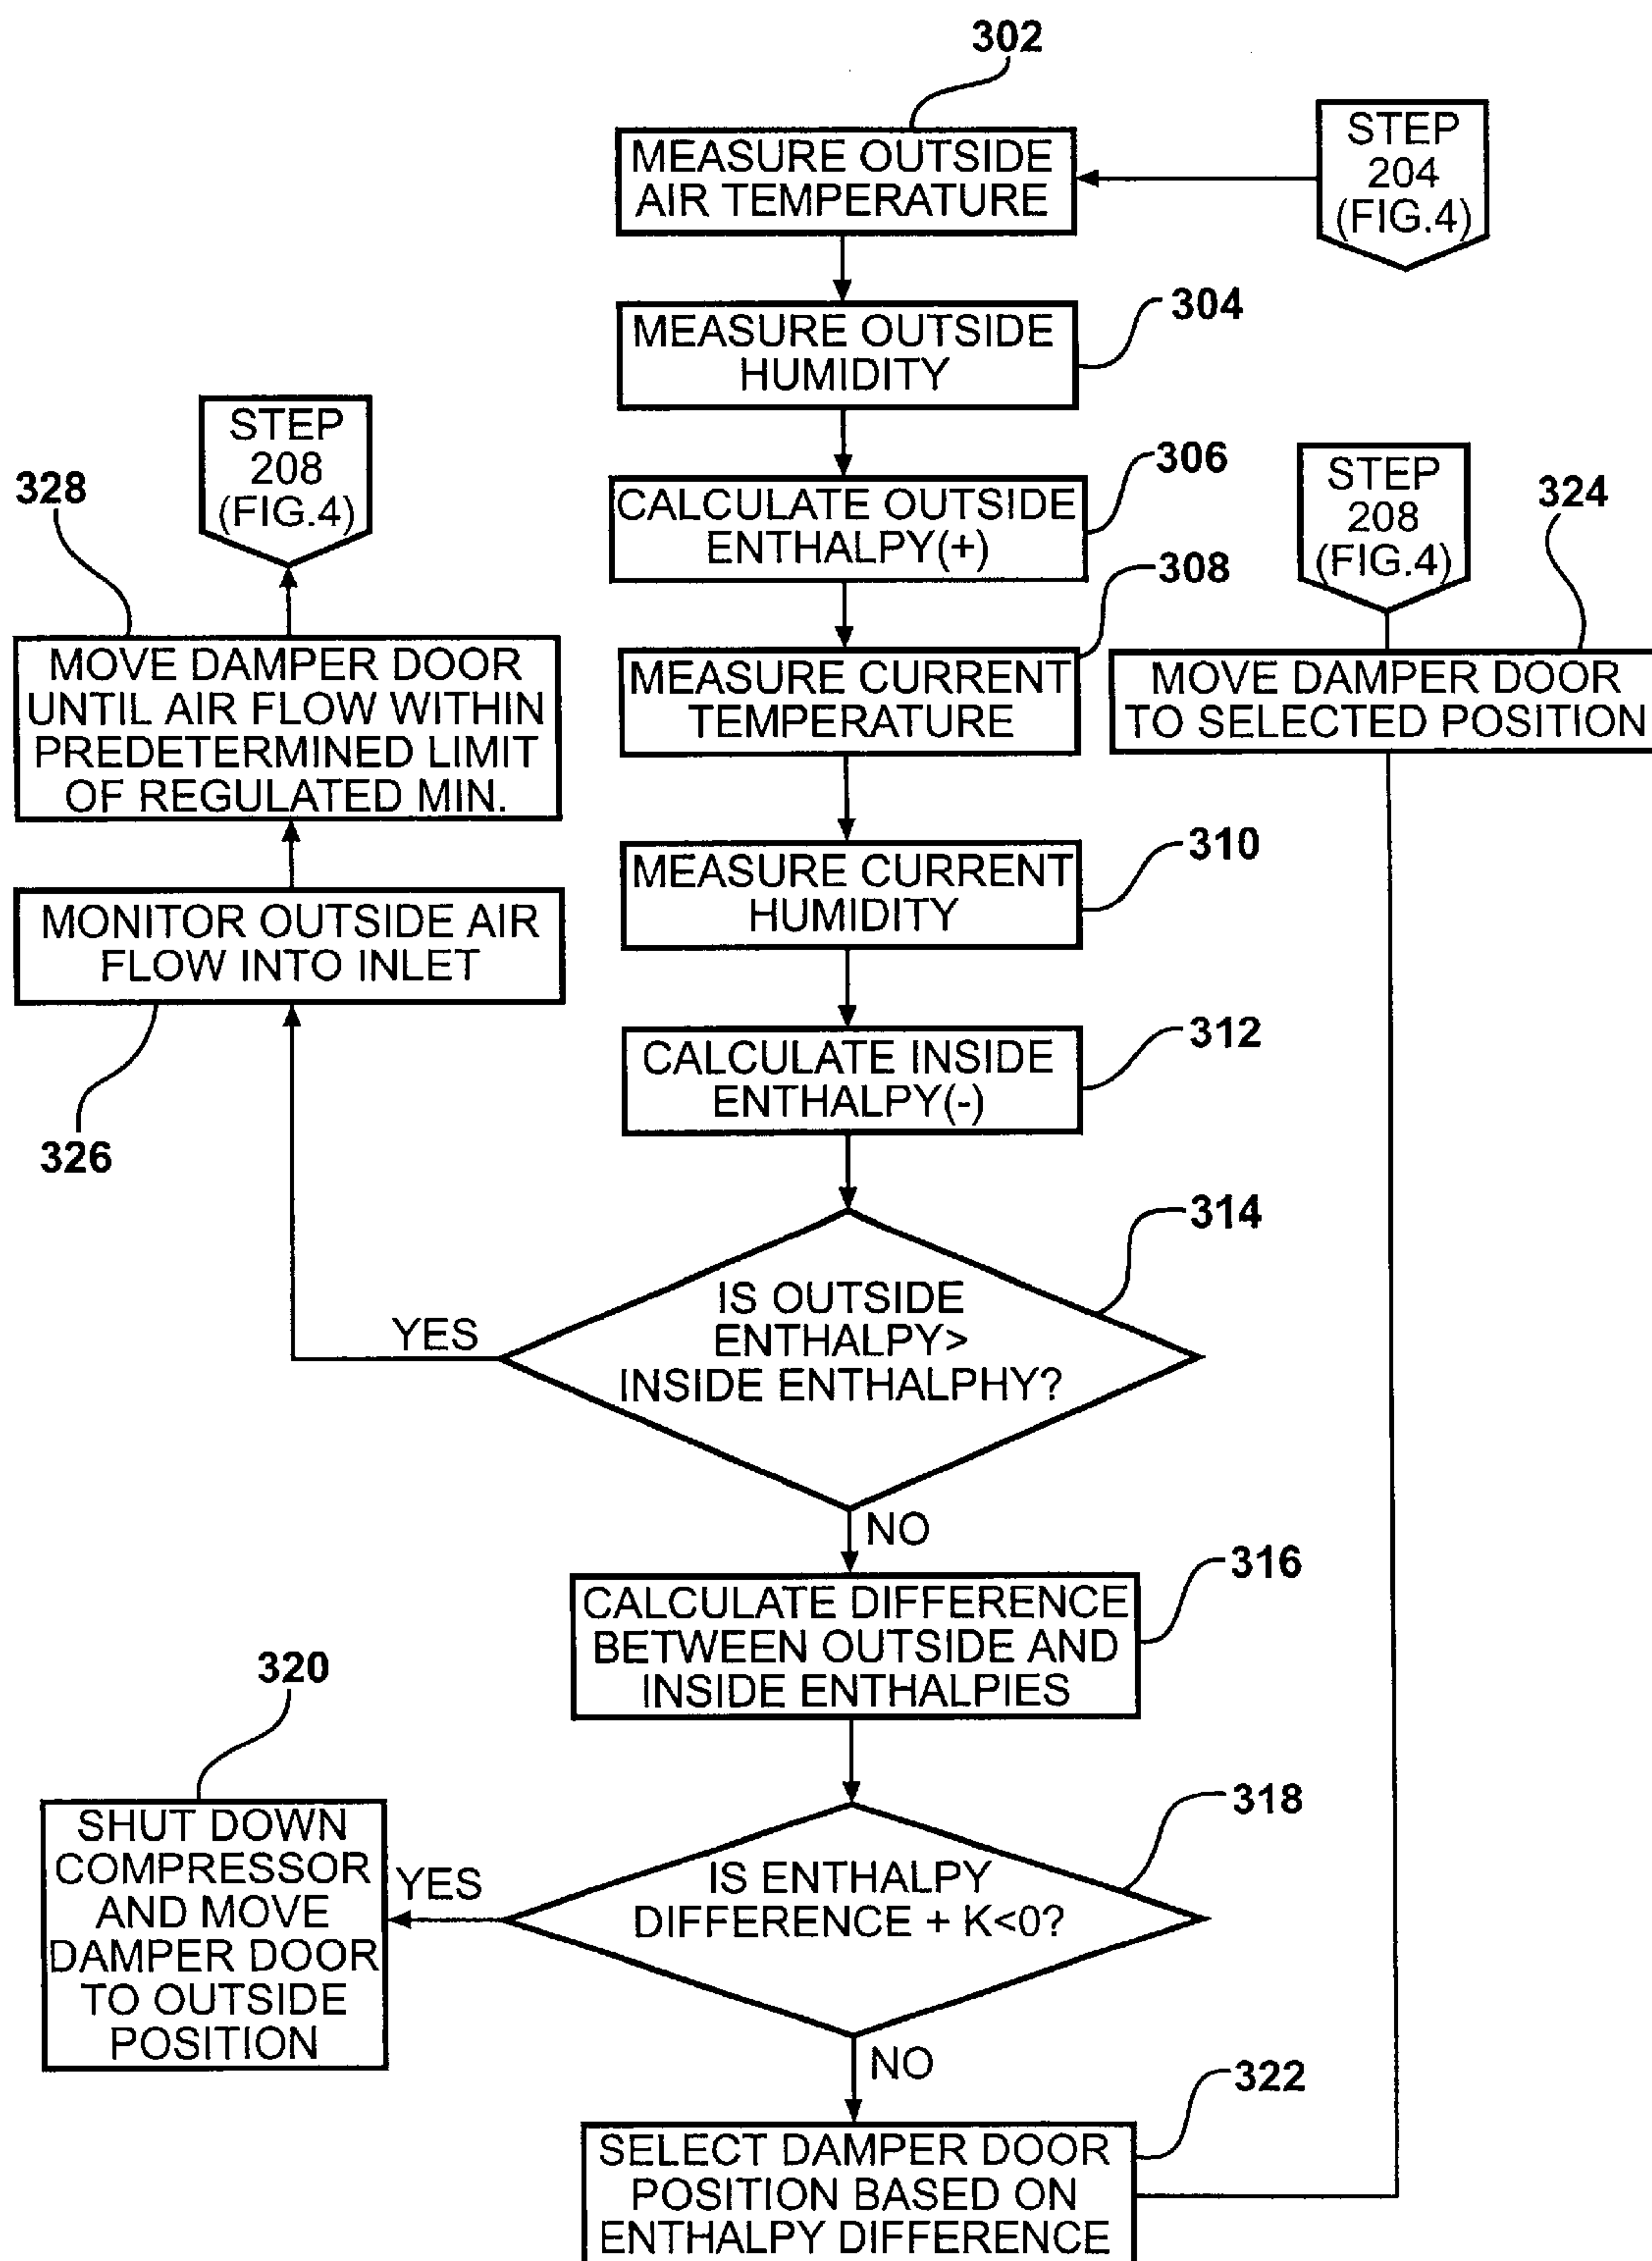 302
MEASURE OUTSIDE
AIR TEMPERATURE
STEP
204
(FIG.4)
MEASURE OUTSIDE
HUMIDITY
304
STEP
208
(FIG.4)
328
CALCULATE OUTSIDE
ENTHALPY(+)
306
STEP
208
(FIG.4)
324
308
MOVE DAMPER DOOR
UNTIL AIR FLOW WITHIN
PREDETERMINED LIMIT
OF REGULATED MIN.
MEASURE CURRENT
TEMPERATURE
MOVE DAMPER DOOR
TO SELECTED POSITION
310
MEASURE CURRENT
HUMIDITY
MONITOR OUTSIDE AIR
FLOW INTO INLET
326
312
CALCULATE INSIDE
ENTHALPY(-)
314
IS OUTSIDE
ENTHALPY>
INSIDE ENTHALPHY?
YES
NO
316
CALCULATE DIFFERENCE
BETWEEN OUTSIDE AND
INSIDE ENTHALPIES
320
318
SHUT DOWN
COMPRESSOR
AND MOVE
DAMPER DOOR
TO OUTSIDE
POSITION
YES
IS ENTHALPY
DIFFERENCE + K<0?
NO
322
SELECT DAMPER DOOR
POSITION BASED ON
ENTHALPY DIFFERENCE